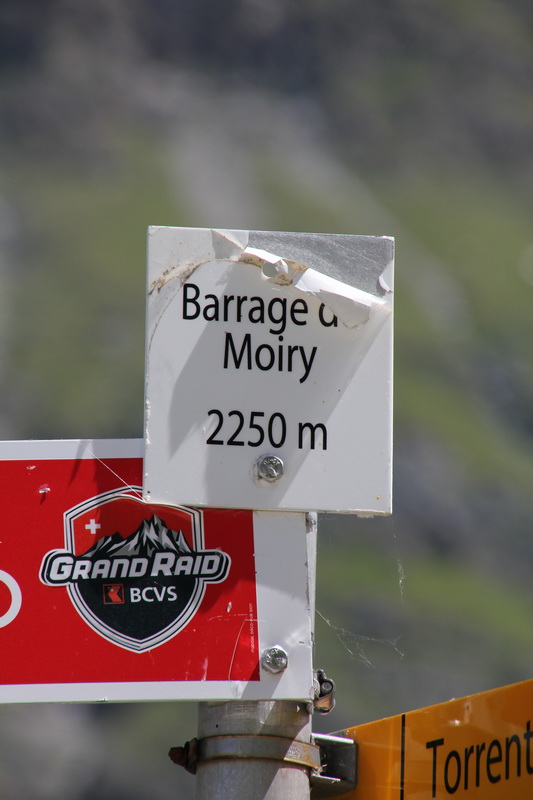 Barrage d
Moiry
2250 m
GRAND RAID
BCVS
Torrent